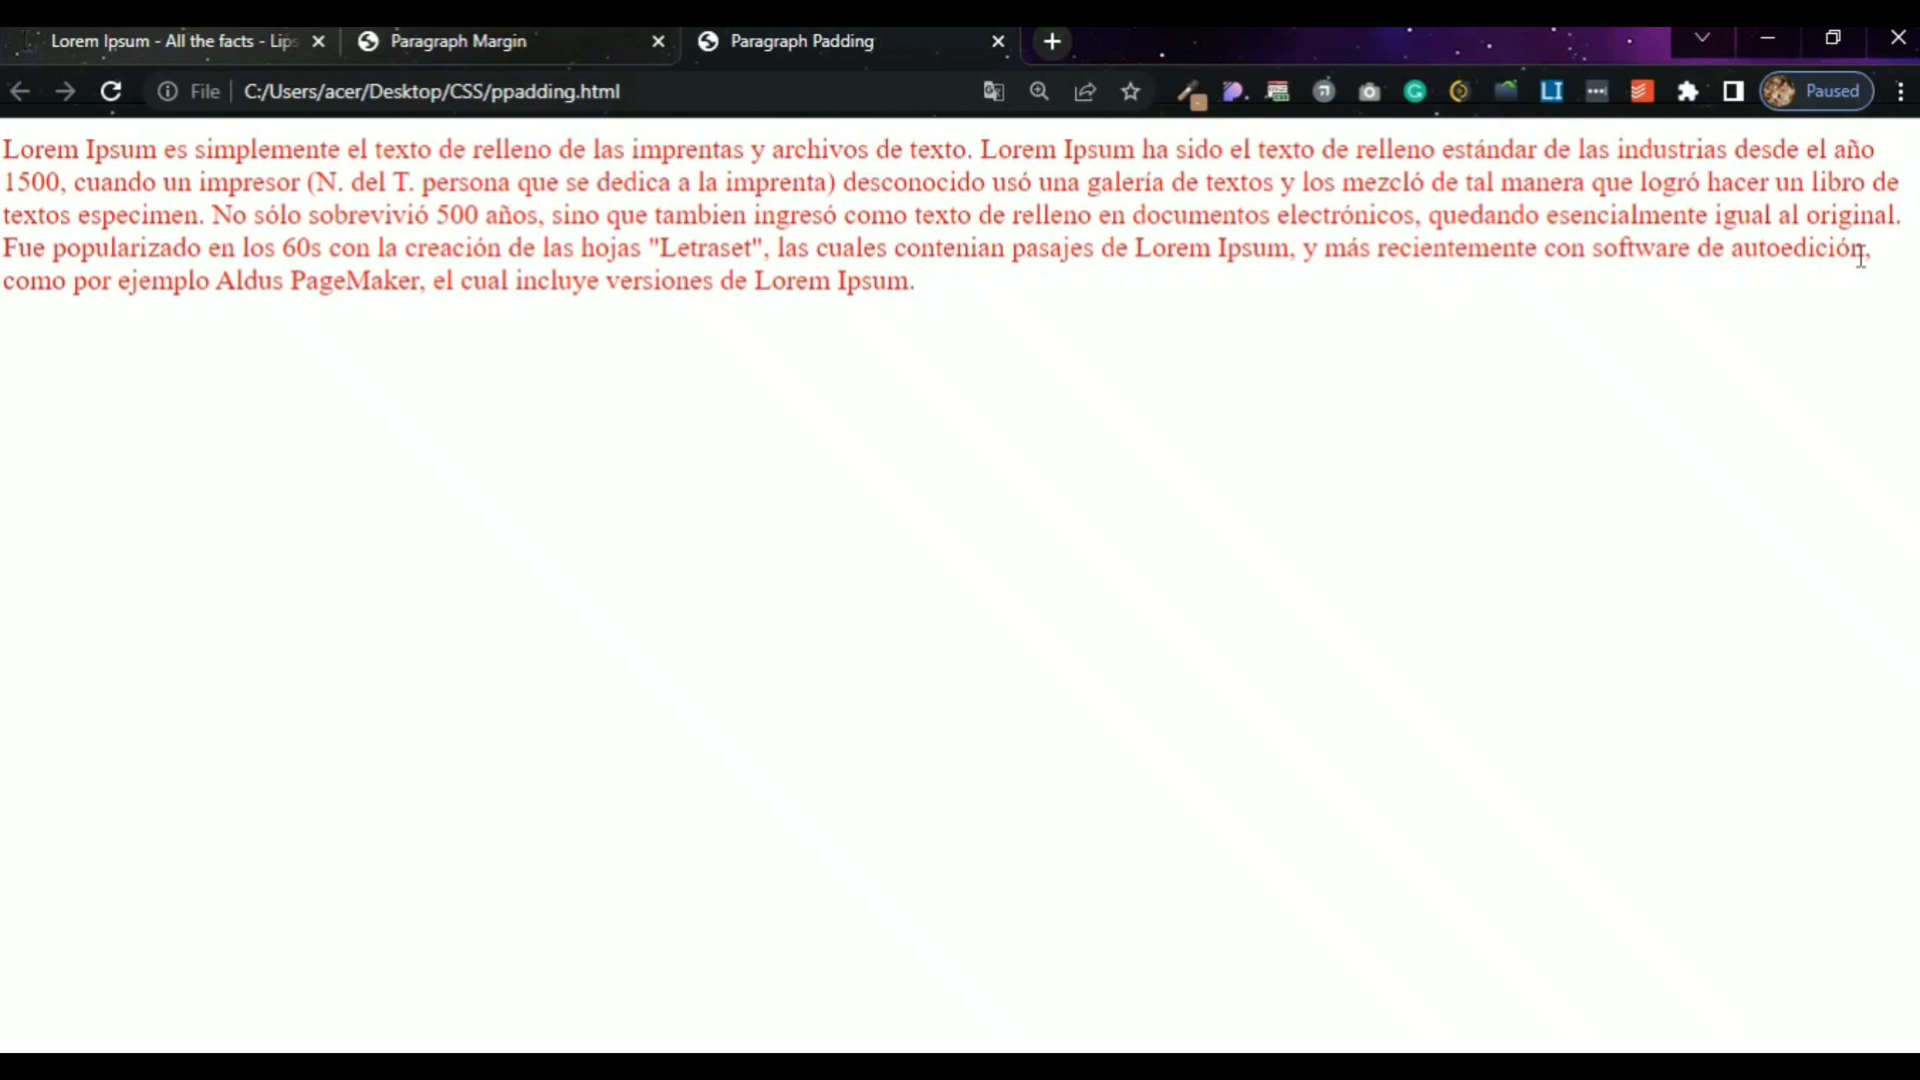 Lorem Ipsum - All the facts - Lips
Paragraph Margin
Paragraph Padding
File
C:/Users/acer/Desktop/CSS/ppadding.html
LI
Paused
Lorem Ipsum es simplemente el texto de relleno de las imprentas y archivos de texto. Lorem Ipsum ha sido el texto de relleno estándar de las industrias desde el año
1500, cuando un impresor (N. del T. persona que se dedica a la imprenta) desconocido usó una galería de textos y los mezcló de tal manera que logró hacer un libro de
textos especimen. No sólo sobrevivió 500 años, sino que tambien ingresó como texto de relleno en documentos electrónicos, quedando esencialmente igual al original.
Fue popularizado en los 60s con la creación de las hojas "Letraset", las cuales contenian pasajes de Lorem Ipsum, y más recientemente con software de autoedición,
como por ejemplo Aldus PageMaker, el cual incluye versiones de Lorem Ipsum.